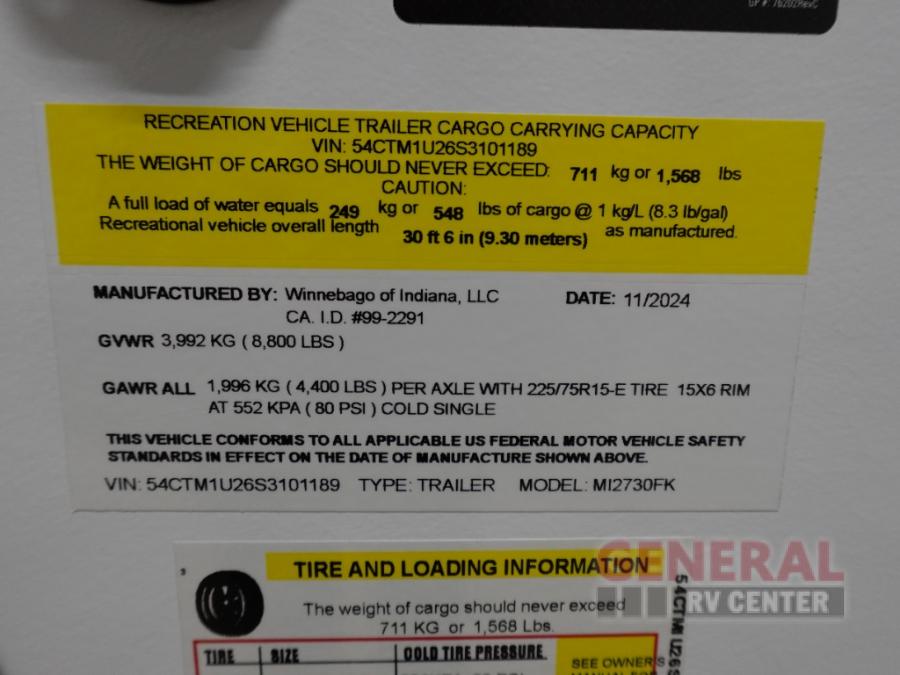 GP #: 76202RevC
RECREATION VEHICLE TRAILER CARGO CARRYING CAPACITY
VIN: 54CTM1U26S3101189
THE WEIGHT OF CARGO SHOULD NEVER EXCEED: 711 kg or 1,568 lbs
CAUTION:
A full load of water equals 249 kg or 548 lbs of cargo @ 1 kg/L (8.3 lb/gal)
Recreational vehicle overall length 30 ft 6 in (9.30 meters) as manufactured.
MANUFACTURED BY: Winnebago of Indiana, LLC DATE: 11/2024
CA. I.D. #99-2291
GVWR 3,992 KG ( 8,800 LBS )
GAWR ALL 1,996 KG ( 4,400 LBS ) PER AXLE WITH 225/75R15-E TIRE 15X6 RIM
AT 552 KPA ( 80 PSI ) COLD SINGLE
THIS VEHICLE CONFORMS TO ALL APPLICABLE US FEDERAL MOTOR VEHICLE SAFETY
STANDARDS IN EFFECT ON THE DATE OF MANUFACTURE SHOWN ABOVE.
VIN: 54CTM1U26S3101189 TYPE: TRAILER MODEL: MI2730FK
TIRE AND LOADING INFORMATION
The weight of cargo should never exceed
711 KG or 1,568 Lbs.
TIRE SIZE COLD TIRE PRESSURE
SEE OWNER'S
54CTM1U26S
GENERAL
RV CENTER